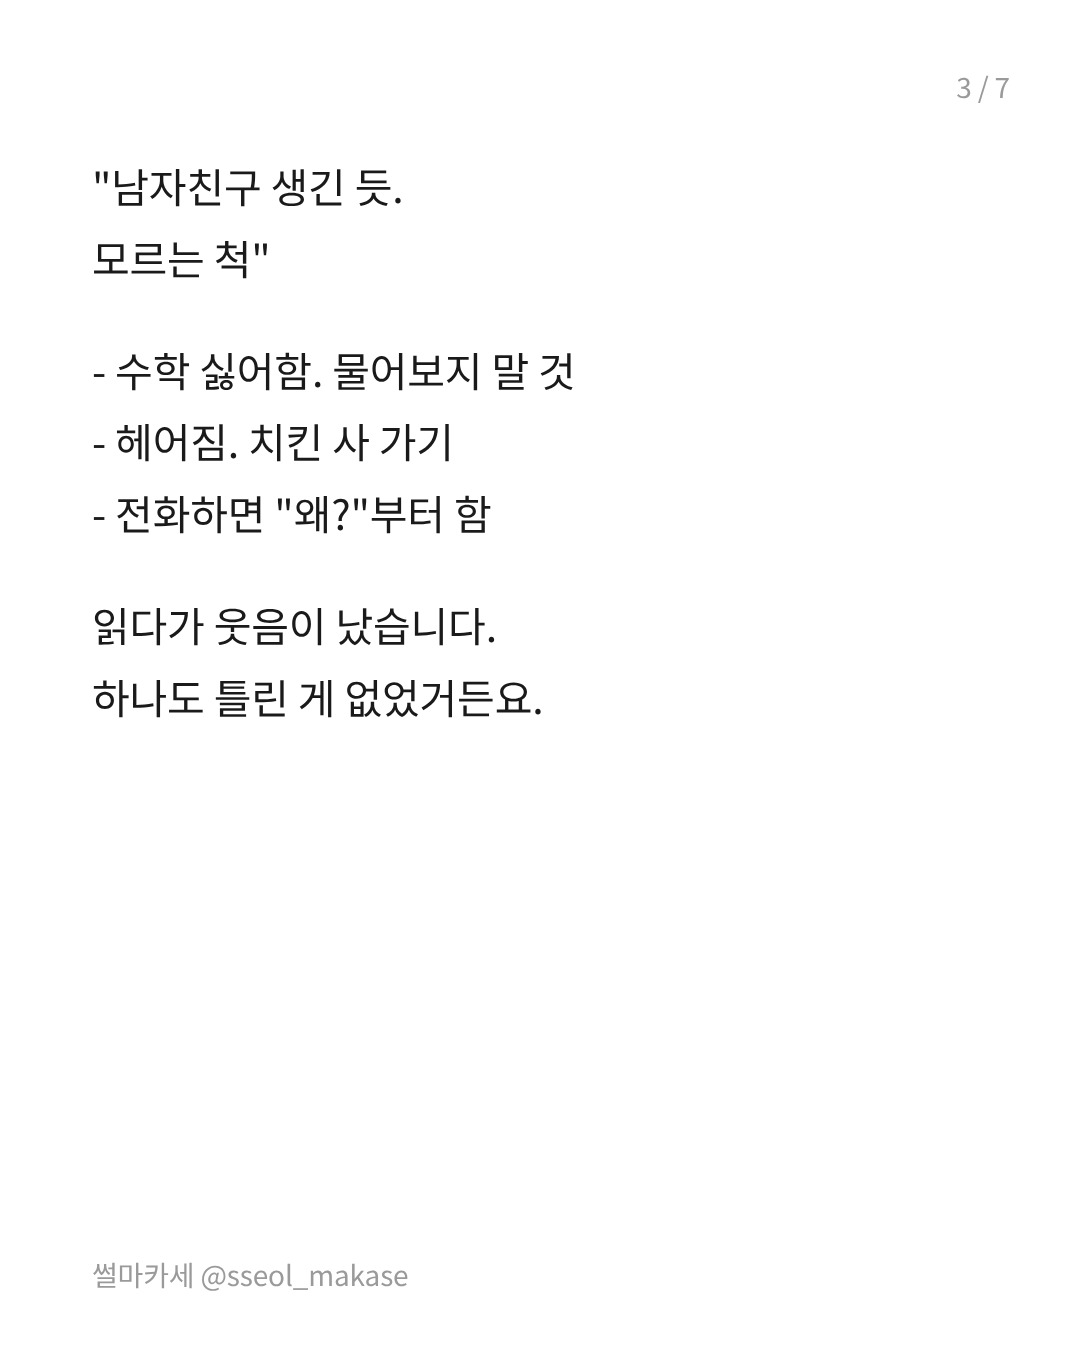 3 / 7
"남자친구 생긴 듯.
모르는 척"
- 수학 싫어함. 물어보지 말 것
- 헤어짐. 치킨 사 가기
- 전화하면 "왜?"부터 함
읽다가 웃음이 났습니다.
하나도 틀린 게 없었거든요.
썰마카세 @sseol_makase